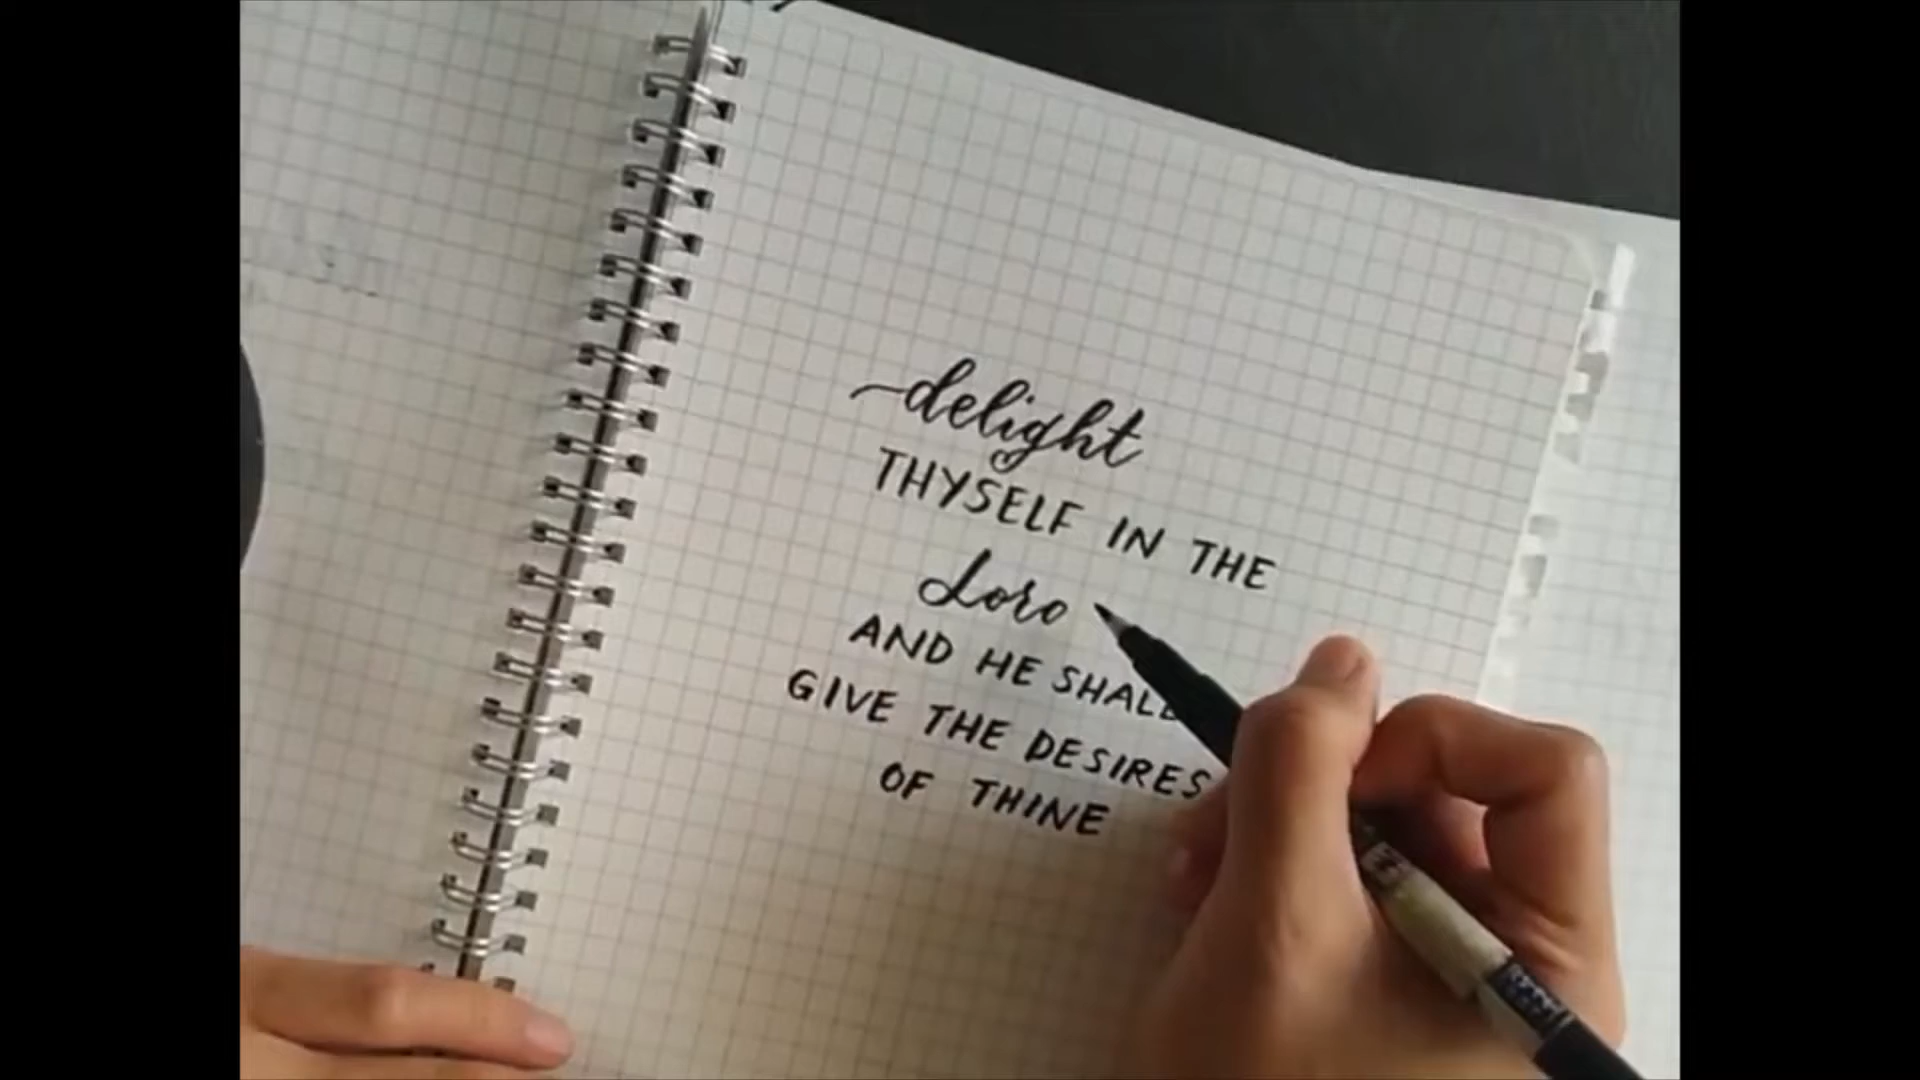 delight
THYSELF IN THE
Loro
AND HE SHALL
GIVE THE DESIRES
OF THINE